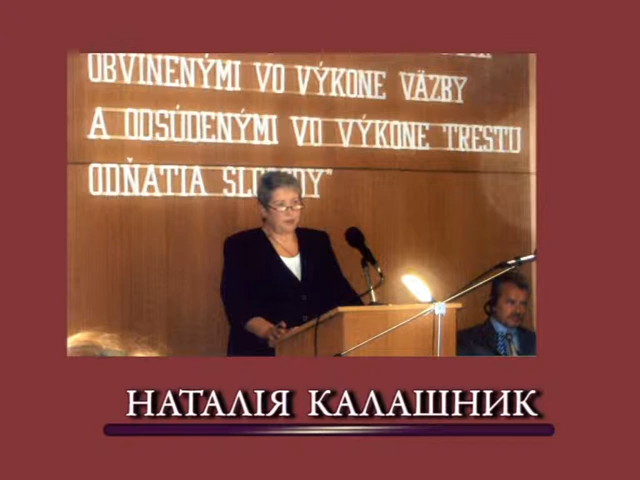 OBVINENÝMI VO VÝKONE VÄZBY
A ODSÚDENÝMI VO VÝKONE TRESTU
ODŇATIA SLOBODY"
НАТАЛІЯ КАЛАШНИК